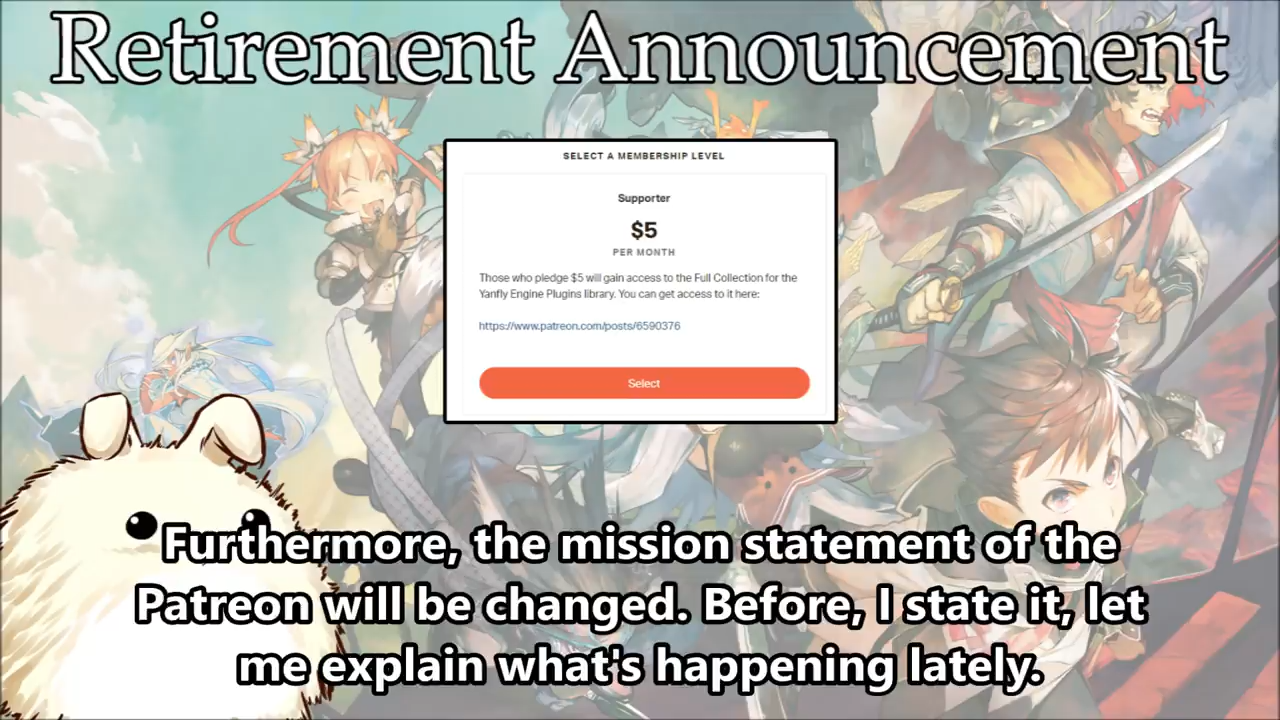 Retirement Announcement
SELECT A MEMBERSHIP LEVEL
Supporter
$5
PER MONTH
Those who pledge $5 will gain access to the Full Collection for the
Yanfly Engine Plugins library. You can get access to it here:
https://www.patreon.com/posts/6590376
Select
Furthermore, the mission statement of the
Patreon will be changed. Before, I state it, let
me explain what's happening lately.